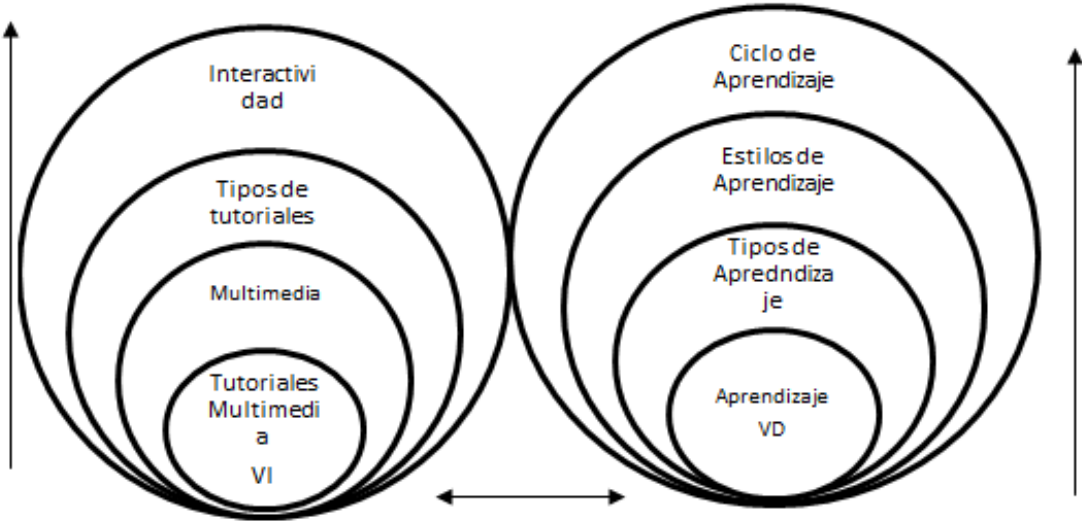 Interactivi
dad
Tipos de
tutoriales
Multimedia
Tutoriales
Multimedi
a
VI
Ciclo de
Aprendizaje
Estilos de
Aprendizaje
Tipos de
Apredndiza
je
Aprendizaje
VD